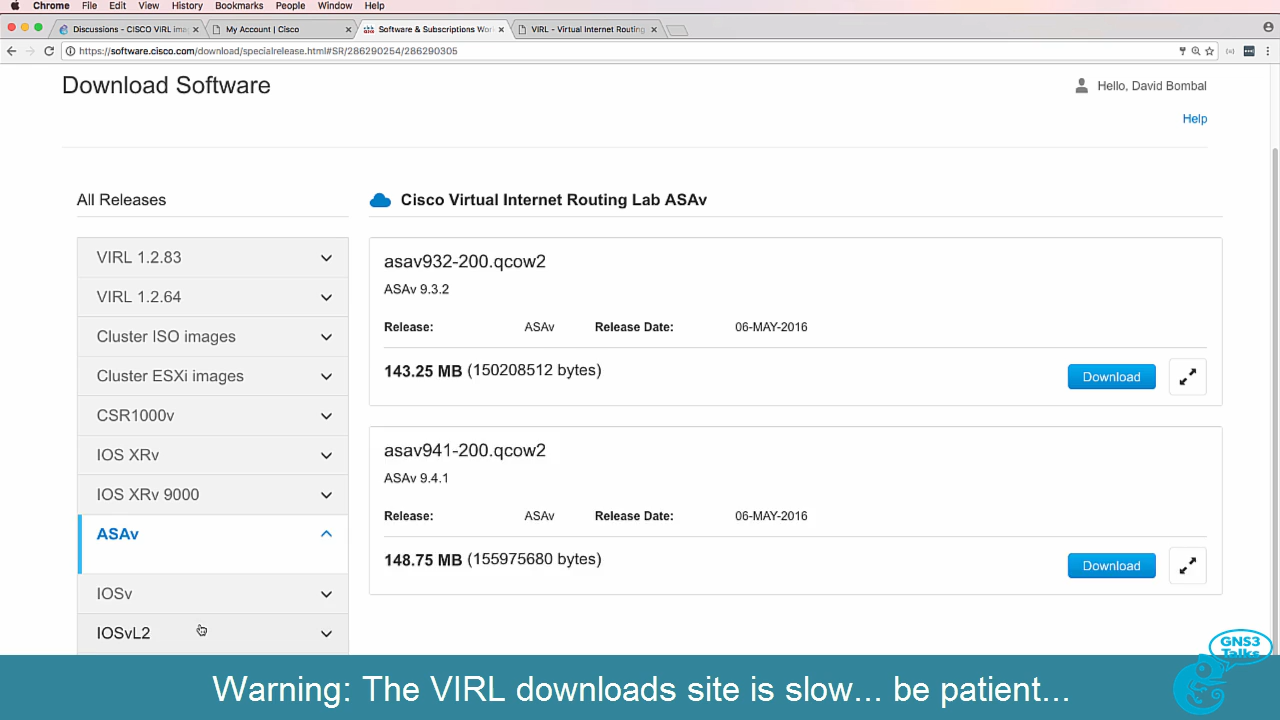 Chrome File Edit View History Bookmarks People Window Help
Discussions - CISCO VIRL ima
My Account | Cisco
Software & Subscriptions Wor
VIRL - Virtual Internet Routing
https://software.cisco.com/download/specialrelease.html#SR/286290254/286290305
Download Software
Hello, David Bombal
Help
All Releases
VIRL 1.2.83
VIRL 1.2.64
Cluster ISO images
Cluster ESXi images
CSR1000v
IOS XRv
IOS XRv 9000
ASAv
IOSv
IOSvL2
Cisco Virtual Internet Routing Lab ASAv
asav932-200.qcow2
ASAv 9.3.2
Release: ASAv Release Date: 06-MAY-2016
143.25 MB (150208512 bytes)
Download
asav941-200.qcow2
ASAv 9.4.1
Release: ASAv Release Date: 06-MAY-2016
148.75 MB (155975680 bytes)
Download
GNS3
Talks
Warning: The VIRL downloads site is slow... be patient...